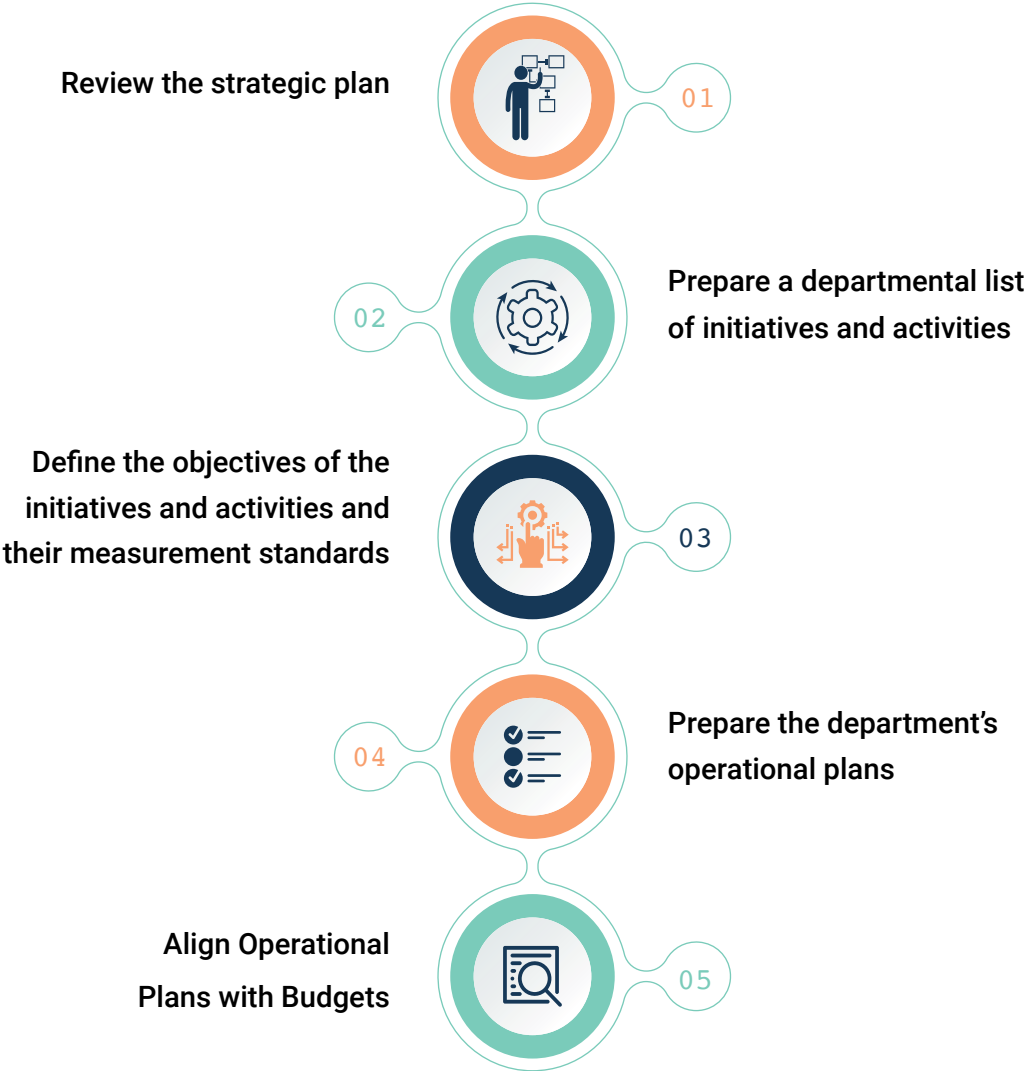 Review the strategic plan
01
02
Prepare a departmental list
of initiatives and activities
Define the objectives of the
initiatives and activities and
their measurement standards
03
04
Prepare the department’s
operational plans
Align Operational
Plans with Budgets
05